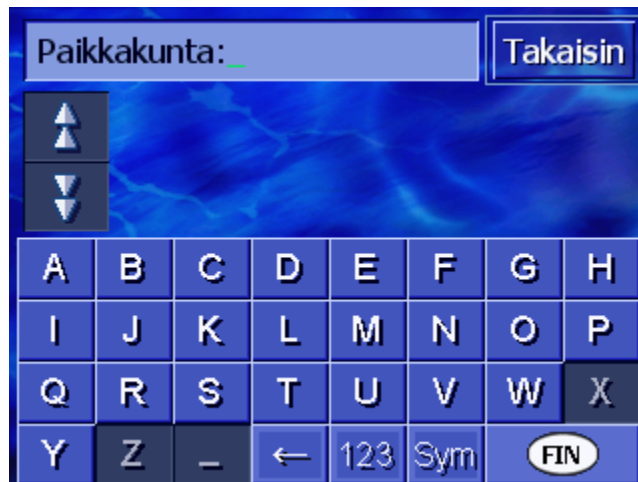 Paikkakunta:_ Takaisin
A B C D E F G H
I J K L M N O P
Q R S T U V W X
Y Z _ ← 123 Sym FIN